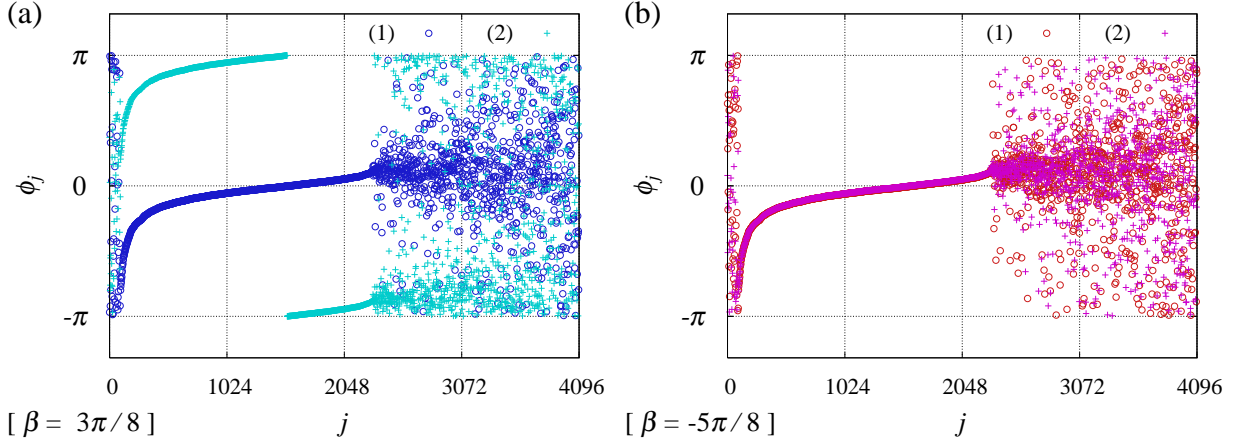 (a) (b)
(1) (2) (1) (2)
π π
ϕj 0 ϕj 0
-π -π
0 1024 2048 3072 4096 0 1024 2048 3072 4096
[ β = 3π/8 ] j [ β = -5π/8 ] j